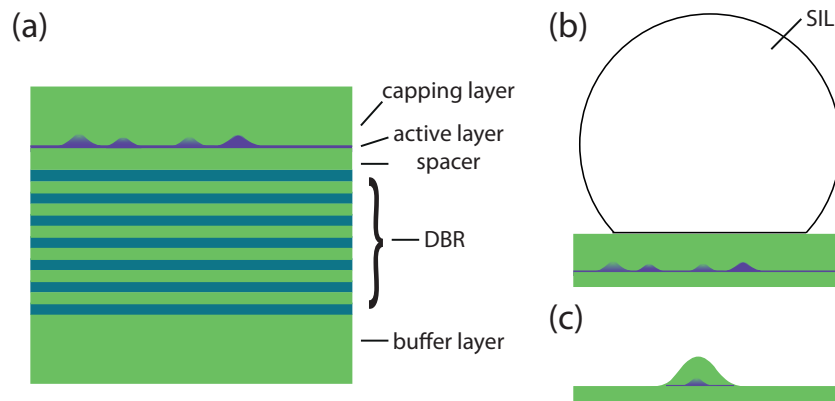 (a)
capping layer
active layer
spacer
DBR
buffer layer
(b)
SIL
(c)